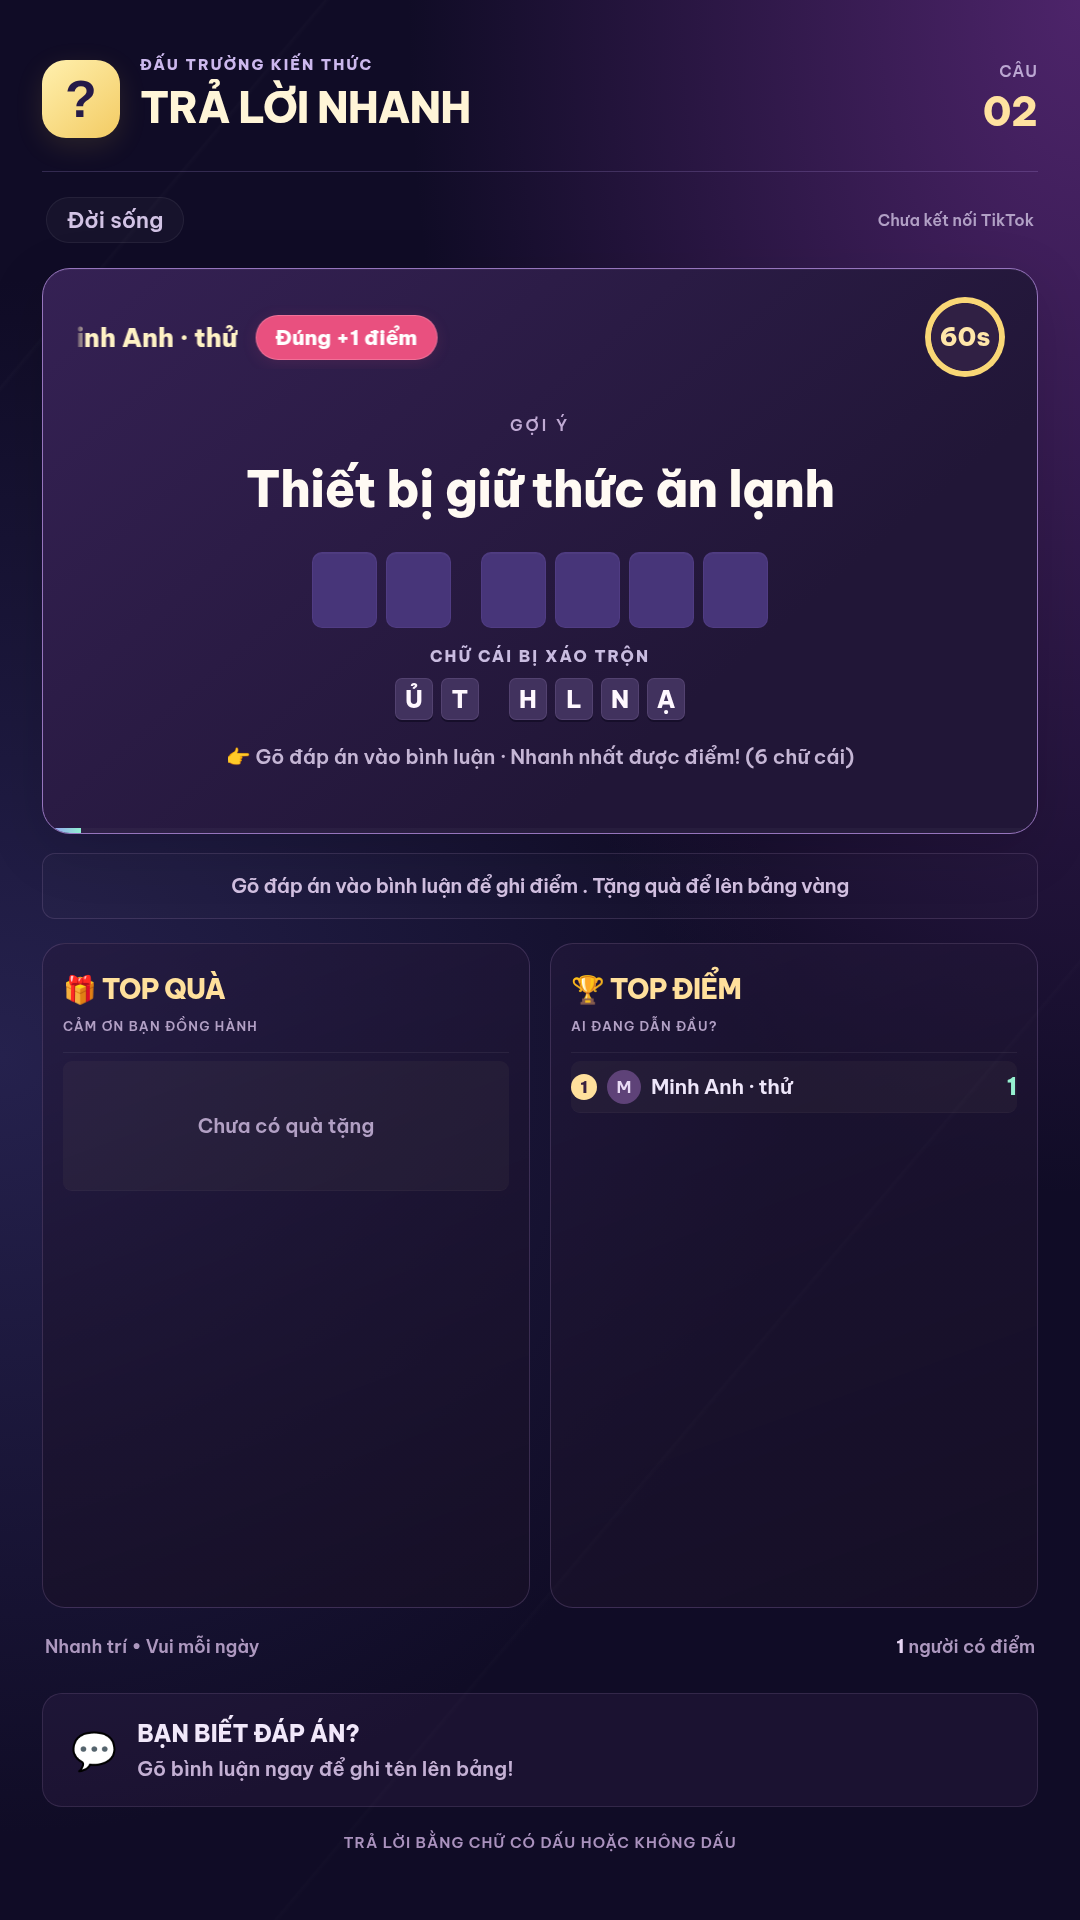 ?
ĐẤU TRƯỜNG KIẾN THỨC
TRẢ LỜI NHANH
CÂU
02
Đời sống
Chưa kết nối TikTok
inh Anh · thử
Đúng +1 điểm
60s
GỢI Ý
Thiết bị giữ thức ăn lạnh
CHỮ CÁI BỊ XÁO TRỘN
Ủ T H L N Ạ
👉 Gõ đáp án vào bình luận · Nhanh nhất được điểm! (6 chữ cái)
Gõ đáp án vào bình luận để ghi điểm . Tặng quà để lên bảng vàng
🎁 TOP QUÀ
CẢM ƠN BẠN ĐỒNG HÀNH
Chưa có quà tặng
🏆 TOP ĐIỂM
AI ĐANG DẪN ĐẦU?
1 M Minh Anh · thử 1
Nhanh trí • Vui mỗi ngày
1 người có điểm
💬 BẠN BIẾT ĐÁP ÁN?
Gõ bình luận ngay để ghi tên lên bảng!
TRẢ LỜI BẰNG CHỮ CÓ DẤU HOẶC KHÔNG DẤU